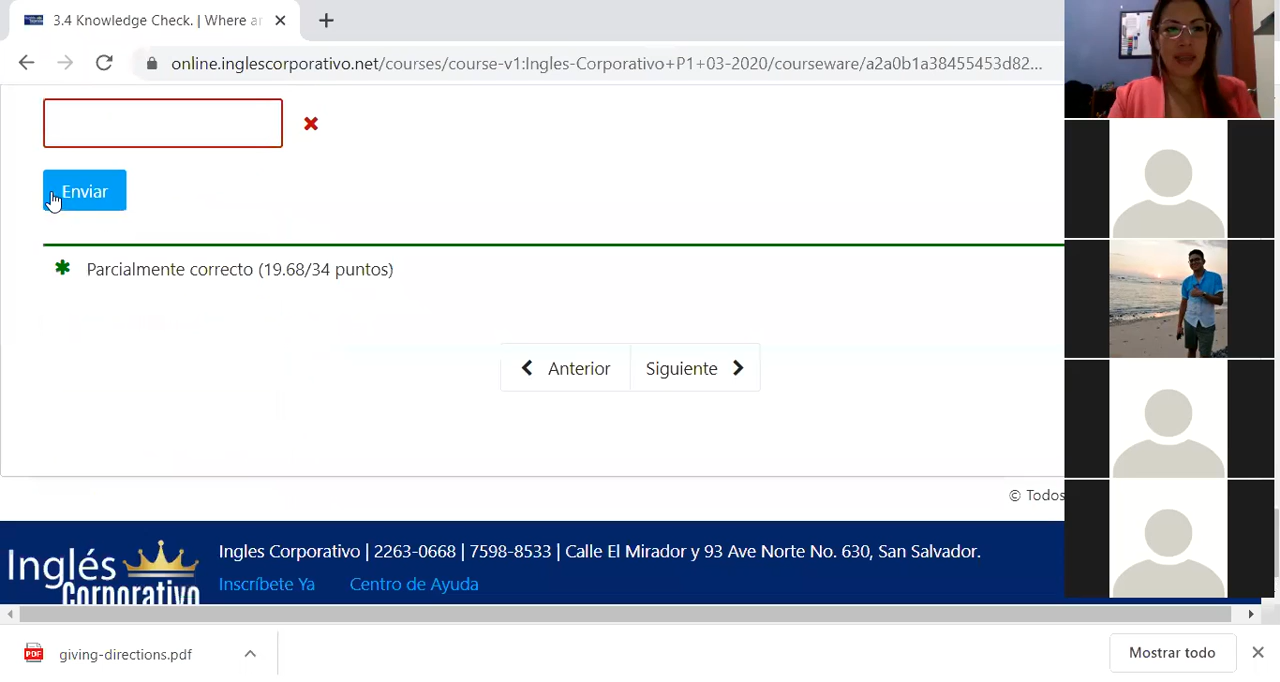 3.4 Knowledge Check. | Where a
online.inglescorporativo.net/courses/course-v1:Ingles-Corporativo+P1+03-2020/courseware/a2a0b1a38455453d82...
Enviar
Parcialmente correcto (19.68/34 puntos)
Anterior
Siguiente
© Todos
Inglés
Corporativo
Ingles Corporativo | 2263-0668 | 7598-8533 | Calle El Mirador y 93 Ave Norte No. 630, San Salvador.
Inscríbete Ya
Centro de Ayuda
PDF
giving-directions.pdf
Mostrar todo